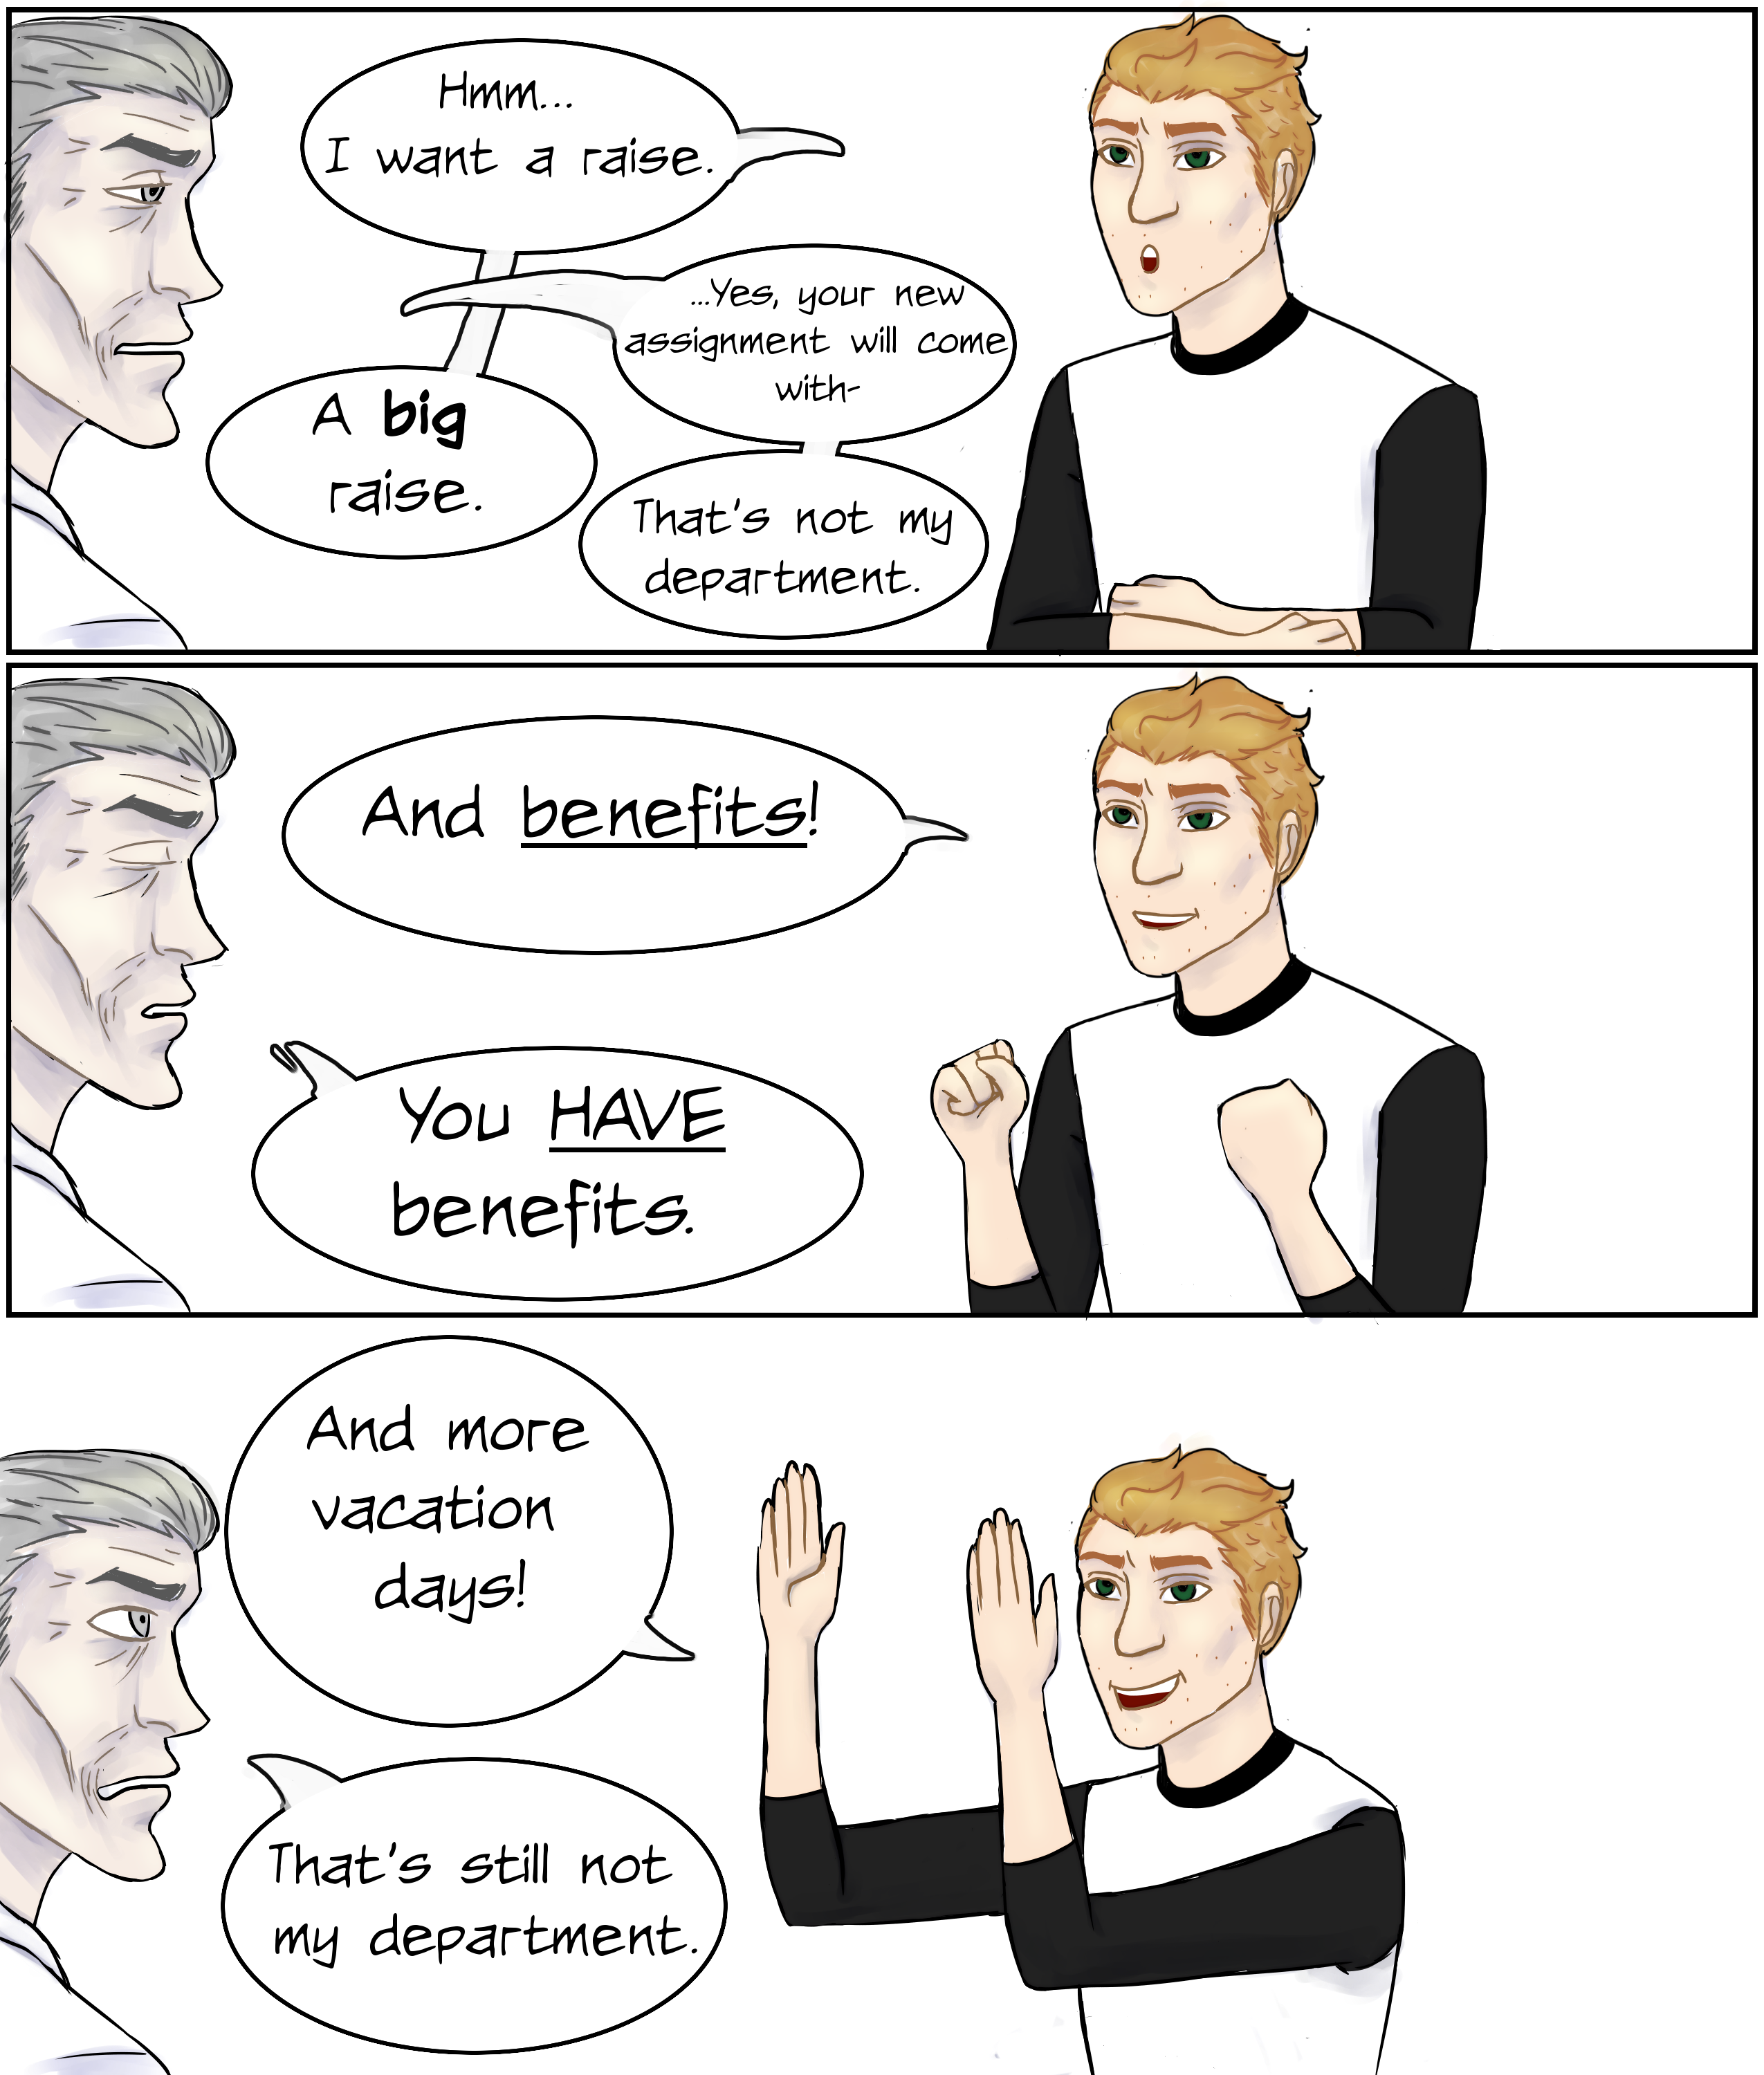 Hmm...
I want a raise.
...Yes, your new
assignment will come
with-
A big
raise.
That's not my
department.
And benefits!
You HAVE
benefits.
And more
vacation
days!
That's still not
my department.